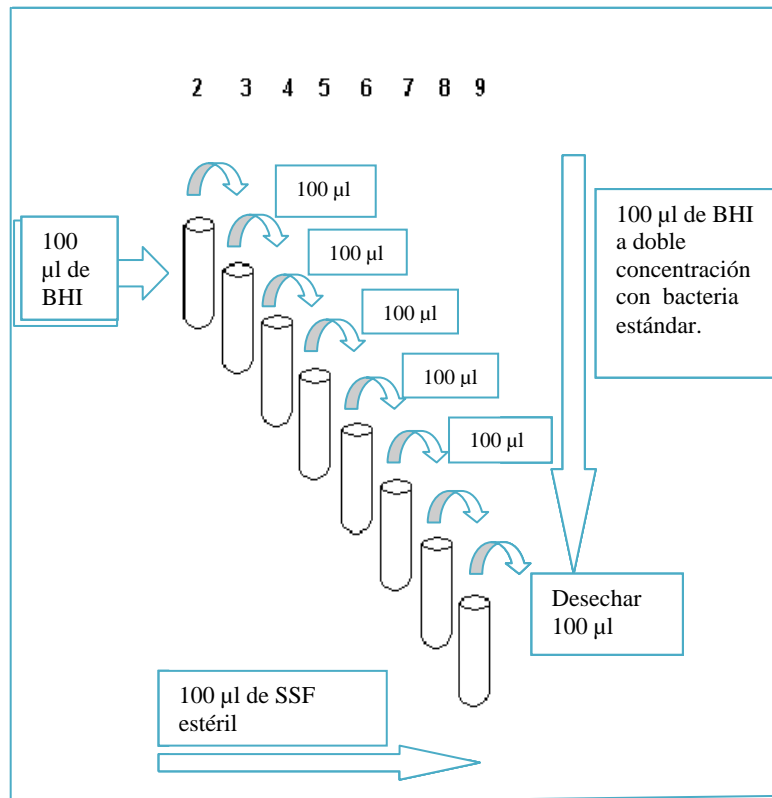 2 3 4 5 6 7 8 9
100 µl
100
µl de
BHI
100 µl
100 µl
100 µl
100 µl
100 µl de BHI
a doble
concentración
con bacteria
estándar.
Desechar
100 µl
100 µl de SSF
estéril